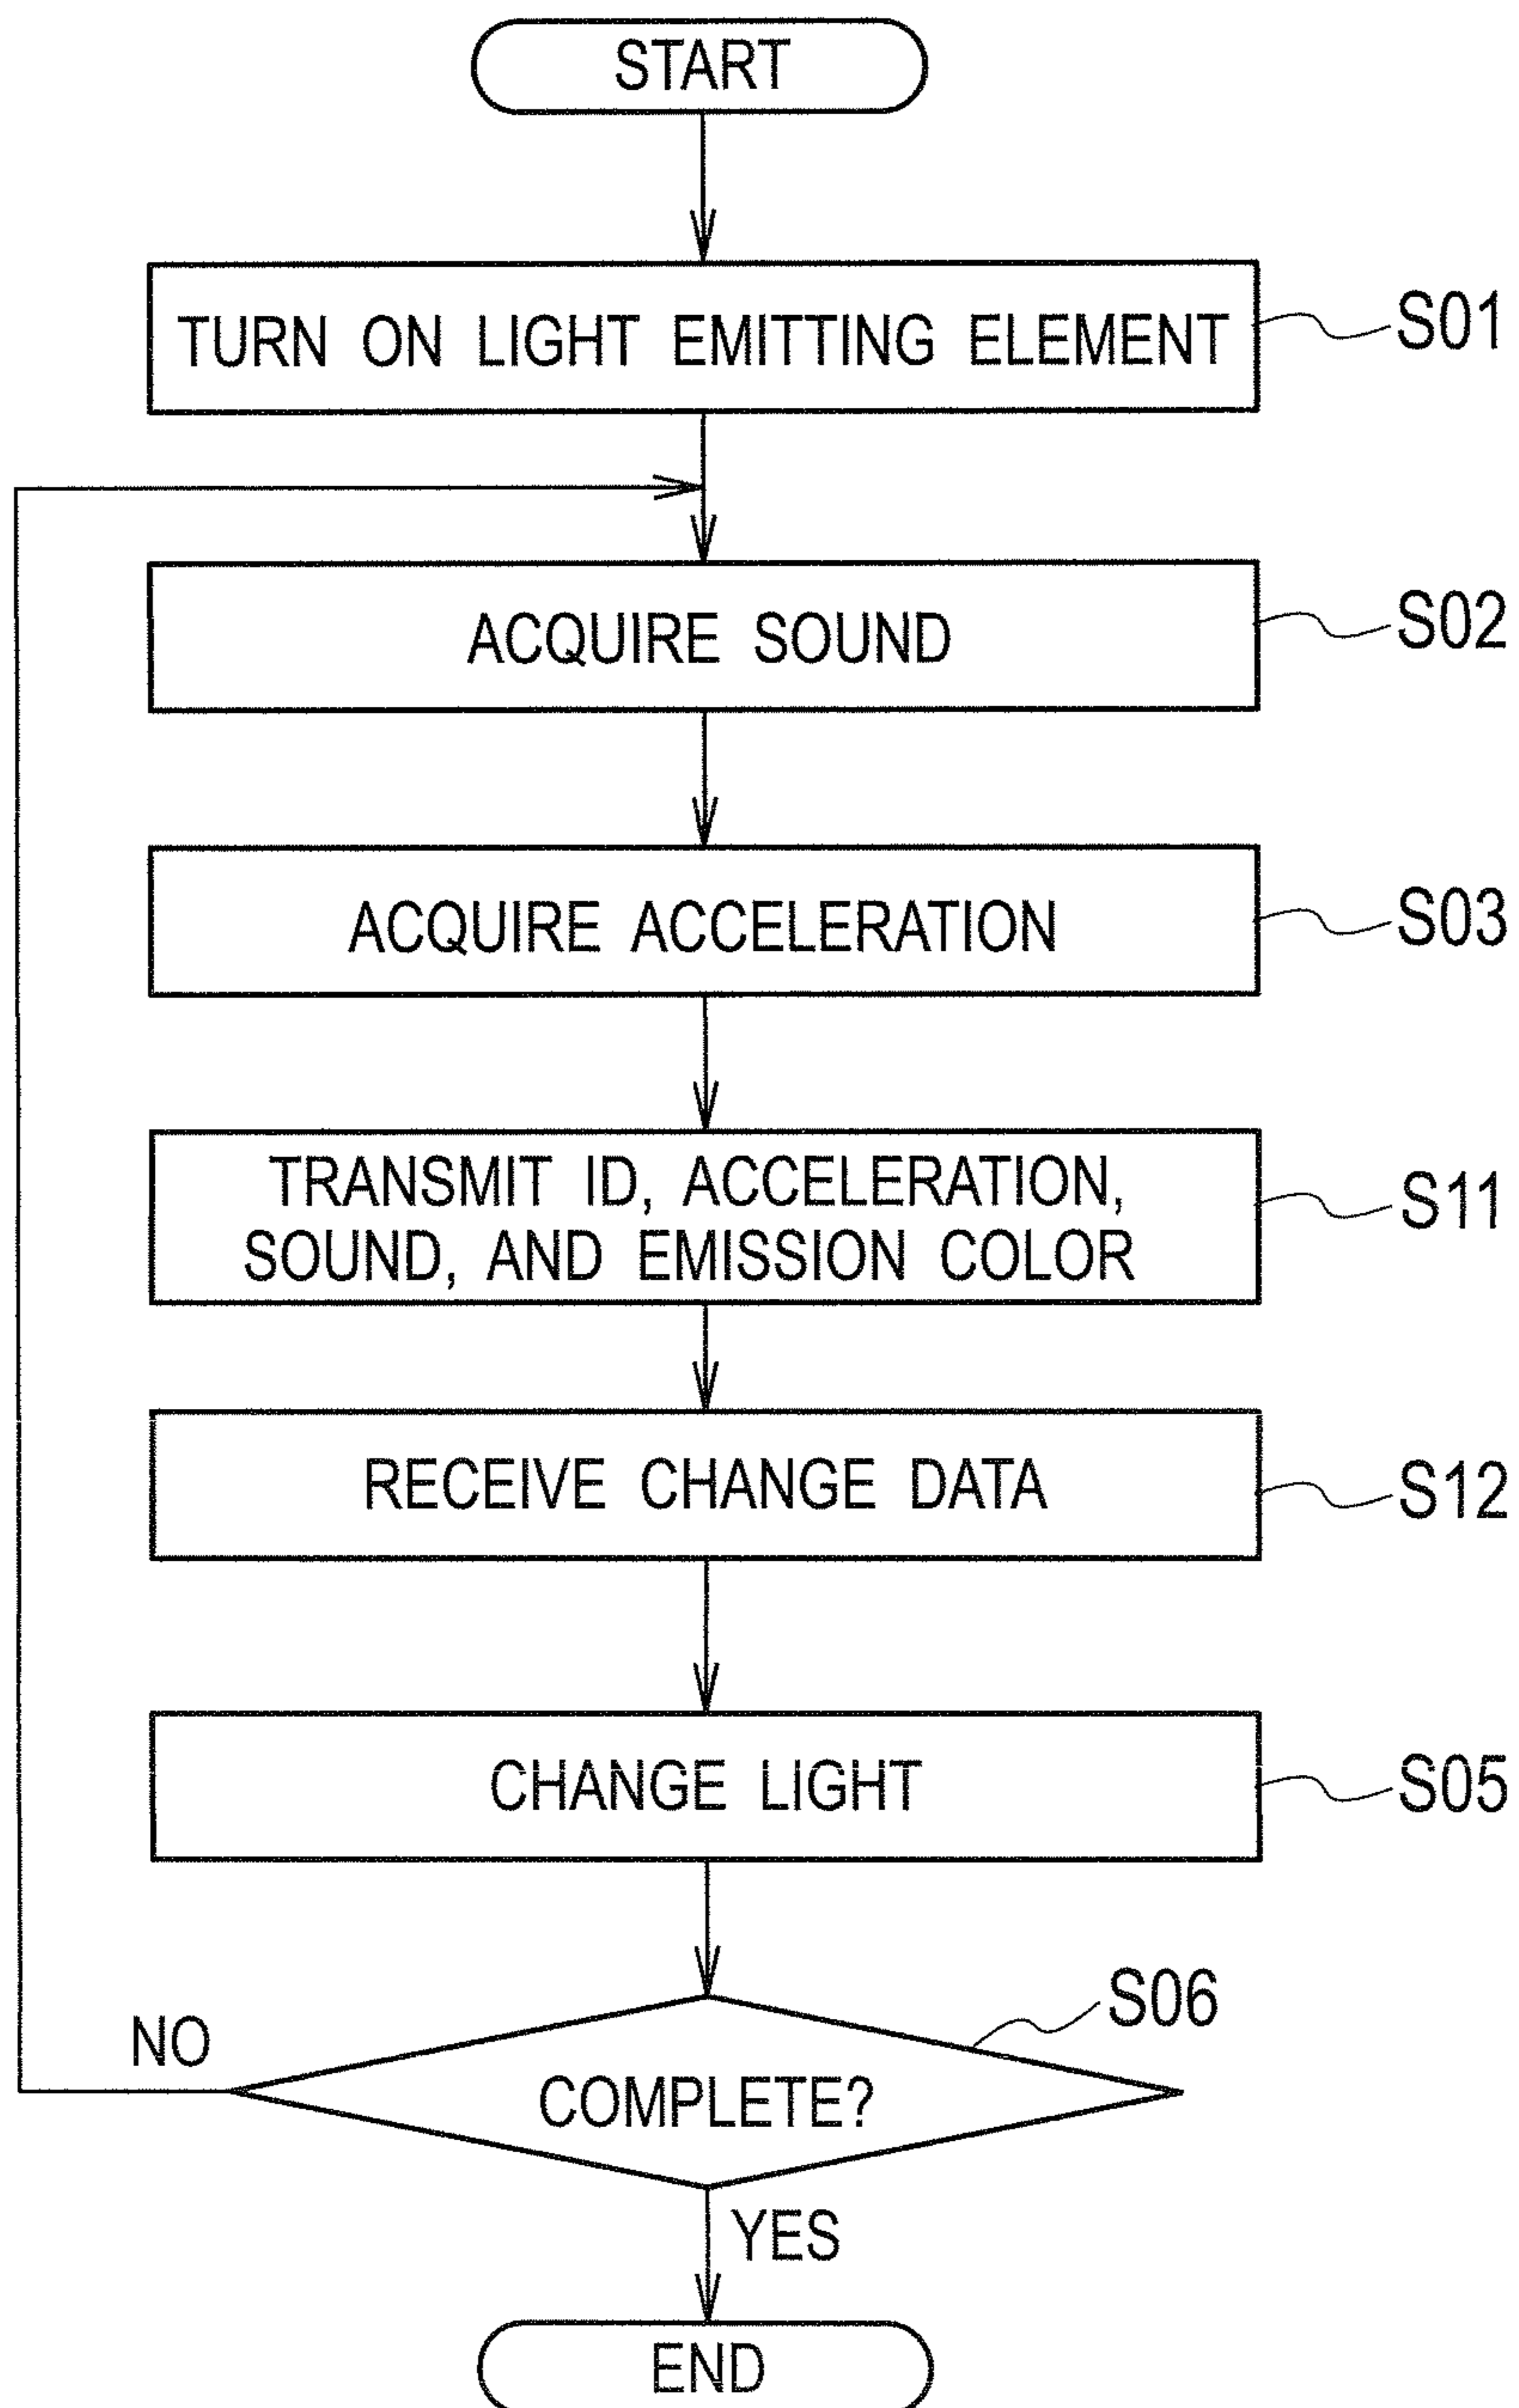 START
TURN ON LIGHT EMITTING ELEMENT
S01
ACQUIRE SOUND
S02
ACQUIRE ACCELERATION
S03
TRANSMIT ID, ACCELERATION,
SOUND, AND EMISSION COLOR
S11
RECEIVE CHANGE DATA
S12
CHANGE LIGHT
S05
S06
NO
COMPLETE?
YES
END